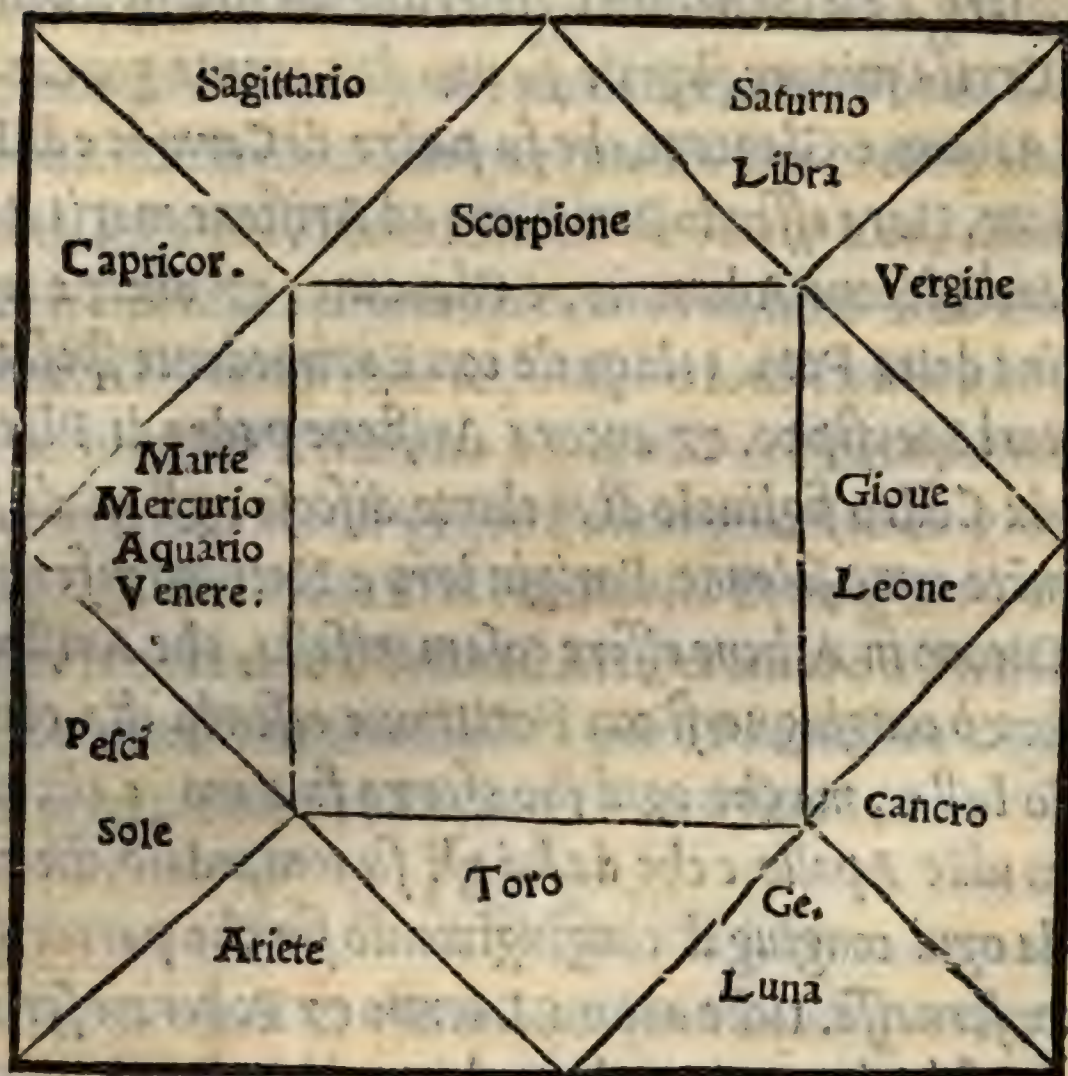 Sagittario
Saturno
Libra
Scorpione
Capricor.
Vergine
Marte
Mercurio
Aquario
Venere.
Gioue
Leone
Peſci
Sole
Cancro
Toro
Ge.
Luna
Ariete